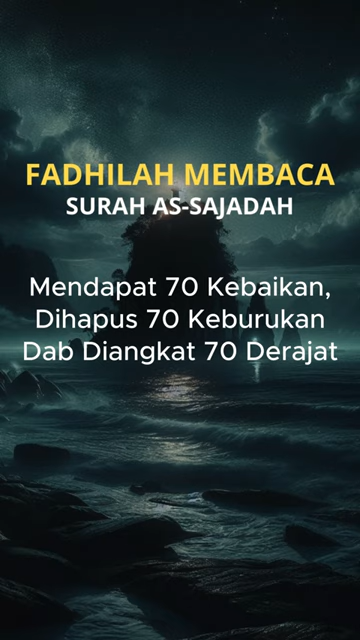 FADHILAH MEMBACA
SURAH AS-SAJADAH
Mendapat 70 Kebaikan,
Dihapus 70 Keburukan
Dab Diangkat 70 Derajat